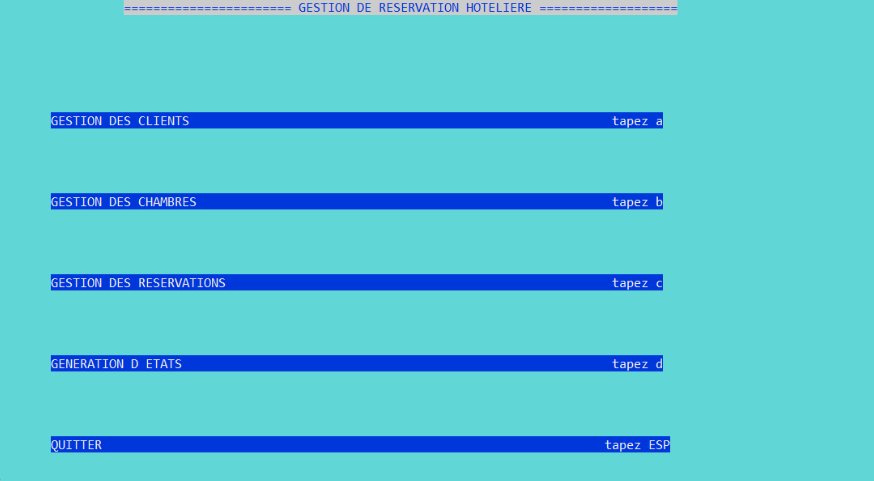 ======================= GESTION DE RESERVATION HOTELIERE ===================
GESTION DES CLIENTS tapez a
GESTION DES CHAMBRES tapez b
GESTION DES RESERVATIONS tapez c
GENERATION D ETATS tapez d
QUITTER tapez ESP